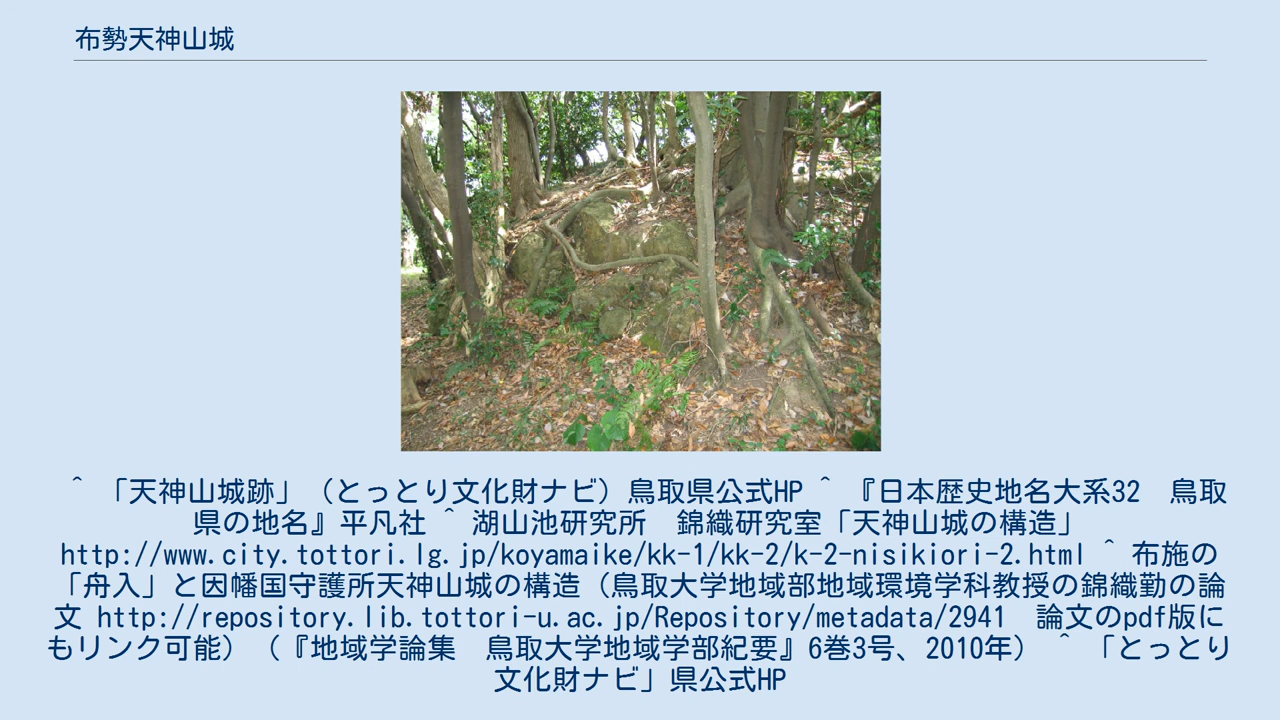 布勢天神山城
^ 「天神山城跡」（とっとり文化財ナビ）鳥取県公式HP ^ 『日本歴史地名大系32　鳥取
県の地名』平凡社 ^ 湖山池研究所　錦織研究室「天神山城の構造」
http://www.city.tottori.lg.jp/koyamaike/kk-1/kk-2/k-2-nisikiori-2.html ^ 布施の
「舟入」と因幡国守護所天神山城の構造（鳥取大学地域部地域環境学科教授の錦織勤の論
文 http://repository.lib.tottori-u.ac.jp/Repository/metadata/2941　論文のpdf版に
もリンク可能）（『地域学論集　鳥取大学地域学部紀要』6巻3号、2010年） ^ 「とっとり
文化財ナビ」県公式HP